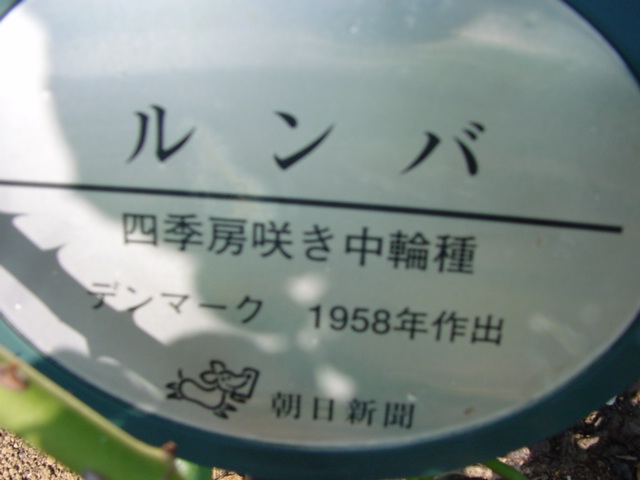 ルンバ
四季房咲き中輪種
デンマーク　1958年作出
朝日新聞